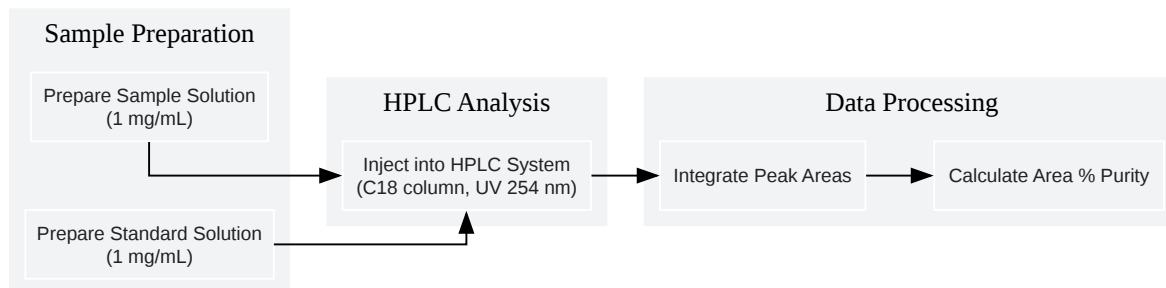 Sample Preparation
Prepare Sample Solution
(1 mg/mL)
Prepare Standard Solution
(1 mg/mL)
HPLC Analysis
Inject into HPLC System
(C18 column, UV 254 nm)
Data Processing
Integrate Peak Areas
Calculate Area % Purity